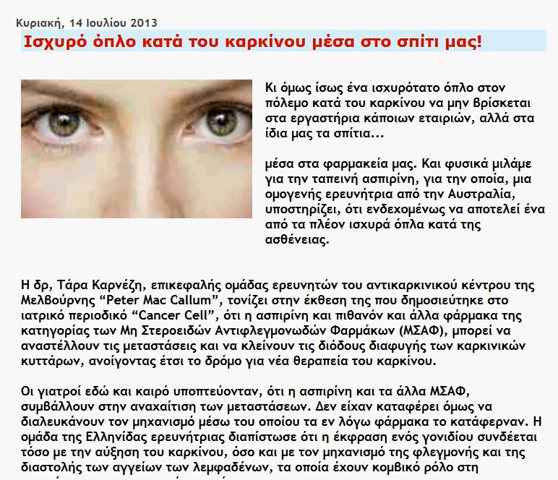 Κυριακή, 14 Ιουλίου 2013
Ισχυρό όπλο κατά του καρκίνου μέσα στο σπίτι μας!
Κι όμως ίσως ένα ισχυρότατο όπλο στον
πόλεμο κατά του καρκίνου να μην βρίσκεται
στα εργαστήρια κάποιων εταιριών, αλλά στα
ίδια μας τα σπίτια...
μέσα στα φαρμακεία μας. Και φυσικά μιλάμε
για την ταπεινή ασπιρίνη, για την οποία, μια
ομογενής ερευνήτρια από την Αυστραλία,
υποστηρίζει, ότι ενδεχομένως να αποτελεί ένα
από τα πλέον ισχυρά όπλα κατά της
ασθένειας.
Η δρ, Τάρα Καρνέζη, επικεφαλής ομάδας ερευνητών του αντικαρκινικού κέντρου της
Μελβούρνης “Peter Mac Callum”, τονίζει στην έκθεση της που δημοσιεύτηκε στο
ιατρικό περιοδικό “Cancer Cell”, ότι η ασπιρίνη και πιθανόν και άλλα φάρμακα της
κατηγορίας των Μη Στεροειδών Αντιφλεγμονωδών Φαρμάκων (ΜΣΑΦ), μπορεί να
αναστέλλουν τις μεταστάσεις και να κλείνουν τις διόδους διαφυγής των καρκινικών
κυττάρων, ανοίγοντας έτσι το δρόμο για νέα θεραπεία του καρκίνου.
Οι γιατροί εδώ και καιρό υποπτεύονταν, ότι η ασπιρίνη και τα άλλα ΜΣΑΦ,
συμβάλλουν στην αναχαίτιση των μεταστάσεων. Δεν είχαν καταφέρει όμως να
διαλευκάνουν τον μηχανισμό μέσω του οποίου τα εν λόγω φάρμακα το κατάφερναν. Η
ομάδα της Ελληνίδας ερευνήτριας διαπίστωσε ότι η έκφραση ενός γονιδίου συνδέεται
τόσο με την αύξηση του καρκίνου, όσο και με τον μηχανισμό της φλεγμονής και της
διαστολής των αγγείων των λεμφαδένων, τα οποία έχουν κομβικό ρόλο στη